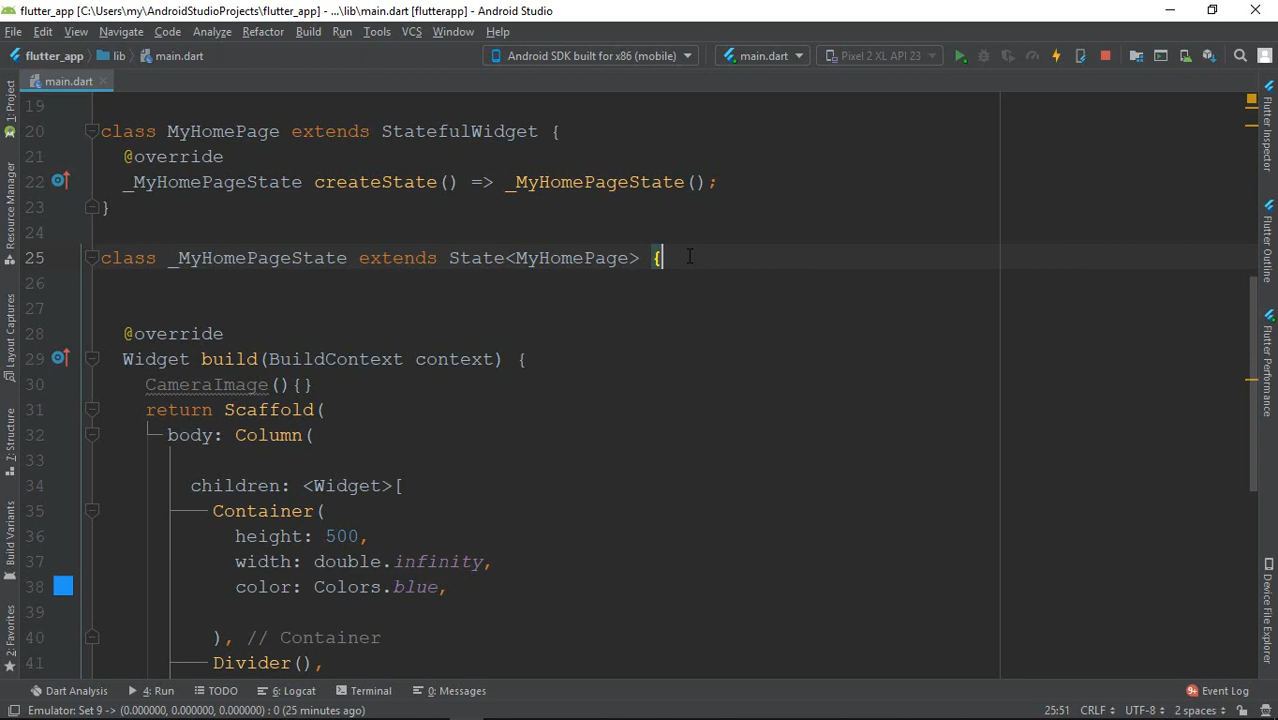 flutter_app [C:\Users\my\AndroidStudioProjects\flutter_app] - ...\lib\main.dart [flutterapp] - Android Studio
File Edit View Navigate Code Analyze Refactor Build Run Tools VCS Window Help
flutter_app lib main.dart Android SDK built for x86 (mobile) main.dart Pixel 2 XL API 23
main.dart
19
20 class MyHomePage extends StatefulWidget {
21 @override
22 _MyHomePageState createState() => _MyHomePageState();
23 }
24
25 class _MyHomePageState extends State<MyHomePage> {
26
27
28 @override
29 Widget build(BuildContext context) {
30 CameraImage(){}
31 return Scaffold(
32 body: Column(
33
34 children: <Widget>[
35 Container(
36 height: 500,
37 width: double.infinity,
38 color: Colors.blue,
39
40 ), // Container
41 Divider(),
1: Project
Resource Manager
Layout Captures
7: Structure
Build Variants
2: Favorites
Flutter Inspector
Flutter Outline
Flutter Performance
Device File Explorer
Dart Analysis 4: Run TODO 6: Logcat Terminal 0: Messages 9+ Event Log
Emulator: Set 9-> (0.000000, 0.000000, 0.000000) : 0 (25 minutes ago) 25:51 CRLF UTF-8 2 spaces